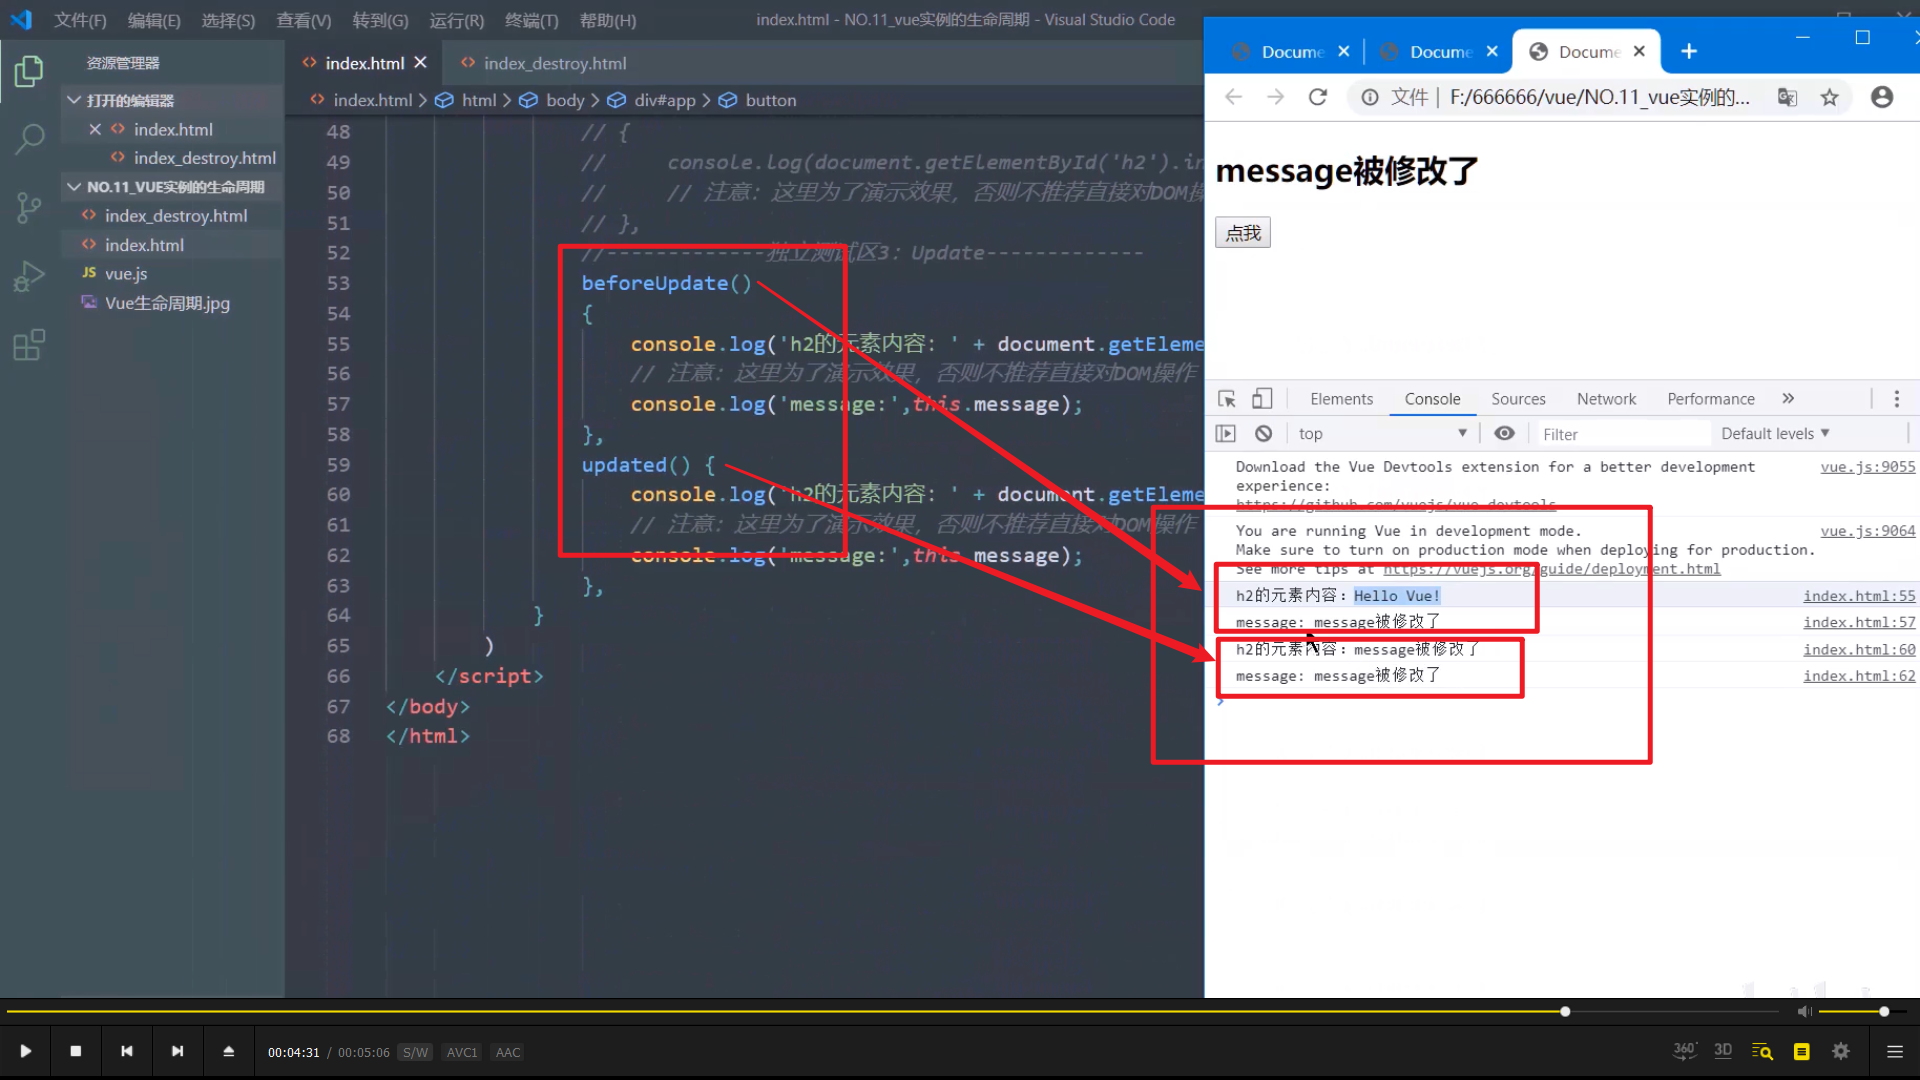 文件(F) 编辑(E) 选择(S) 查看(V) 转到(G) 运行(R) 终端(T) 帮助(H) index.html - NO.11_vue实例的生命周期 - Visual Studio Code
资源管理器
打开的编辑器
index.html
index_destroy.html
NO.11_VUE实例的生命周期
index_destroy.html
index.html
JS vue.js
Vue生命周期.jpg
index.html index_destroy.html
index.html html body div#app button
48 // {
49 // console.log(document.getElementById('h2').in
50 // // 注意: 这里为了演示效果, 否则不推荐直接对DOM操
51 // },
52 //-------------独立测试区3: Update-------------
53 beforeUpdate()
54 {
55 console.log('h2的元素内容: ' + document.getEleme
56 // 注意: 这里为了演示效果, 否则不推荐直接对DOM操作
57 console.log('message:',this.message);
58 },
59 updated() {
60 console.log('h2的元素内容: ' + document.getEleme
61 // 注意: 这里为了演示效果, 否则不推荐直接对DOM操作
62 console.log('message:',this.message);
63 },
64 }
65 )
66 </script>
67 </body>
68 </html>
Docume Docume Docume
文件 F:/666666/vue/NO.11_vue实例的...
message被修改了
点我
Elements Console Sources Network Performance
top Filter Default levels
Download the Vue Devtools extension for a better development vue.js:9055
experience:
https://github.com/vuejs/vue-devtools
You are running Vue in development mode. vue.js:9064
Make sure to turn on production mode when deploying for production.
See more tips at https://vuejs.org/guide/deployment.html
h2的元素内容: Hello Vue! index.html:55
message: message被修改了 index.html:57
h2的元素内容: message被修改了 index.html:60
message: message被修改了 index.html:62
00:04:31 / 00:05:06 S/W AVC1 AAC
360° 3D